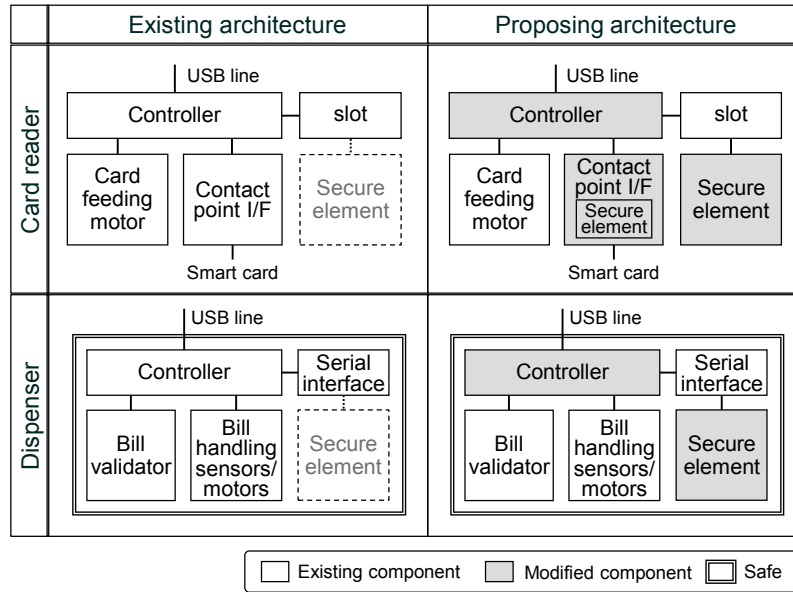 Existing architecture
Proposing architecture
Card reader
USB line
Controller
slot
Card
feeding
motor
Contact
point I/F
Secure
element
Smart card
USB line
Controller
slot
Card
feeding
motor
Contact
point I/F
Secure
element
Secure
element
Smart card
Dispenser
USB line
Controller
Serial
interface
Bill
validator
Bill
handling
sensors/
motors
Secure
element
USB line
Controller
Serial
interface
Bill
validator
Bill
handling
sensors/
motors
Secure
element
Existing component
Modified component
Safe